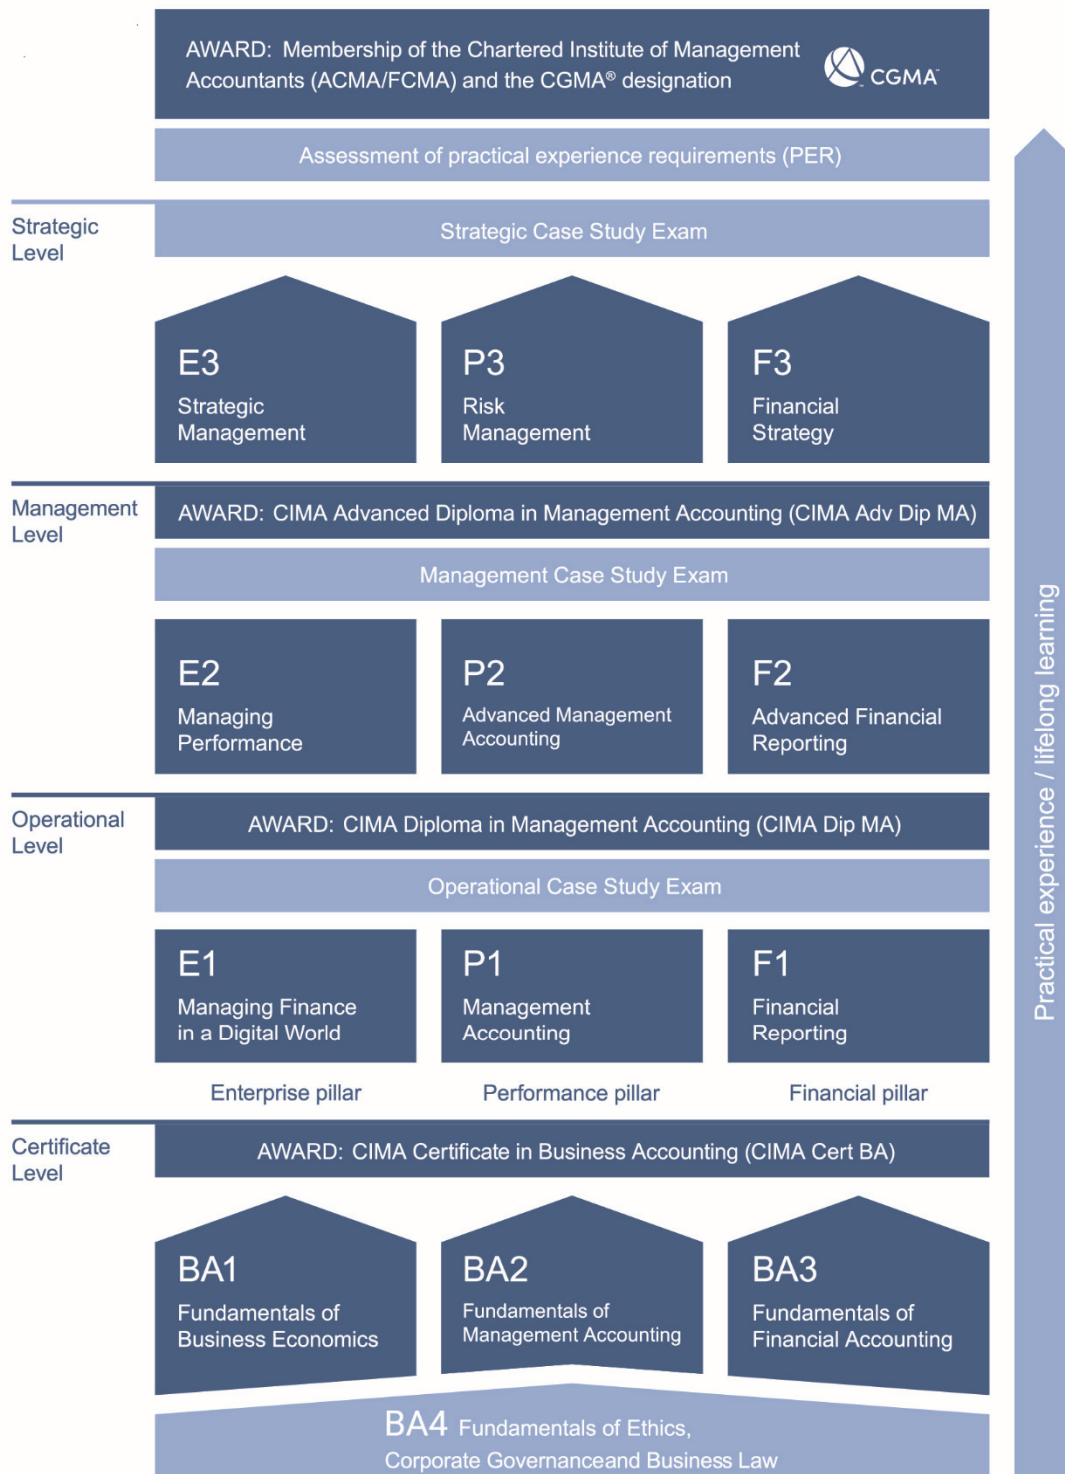 AWARD: Membership of the Chartered Institute of Management
Accountants (ACMA/FCMA) and the CGMA® designation
CGMA™
Assessment of practical experience requirements (PER)
Strategic
Level
Strategic Case Study Exam
E3
Strategic
Management
P3
Risk
Management
F3
Financial
Strategy
Management
Level
AWARD: CIMA Advanced Diploma in Management Accounting (CIMA Adv Dip MA)
Management Case Study Exam
E2
Managing
Performance
P2
Advanced Management
Accounting
F2
Advanced Financial
Reporting
Operational
Level
AWARD: CIMA Diploma in Management Accounting (CIMA Dip MA)
Operational Case Study Exam
E1
Managing Finance
in a Digital World
P1
Management
Accounting
F1
Financial
Reporting
Enterprise pillar
Performance pillar
Financial pillar
Certificate
Level
AWARD: CIMA Certificate in Business Accounting (CIMA Cert BA)
BA1
Fundamentals of
Business Economics
BA2
Fundamentals of
Management Accounting
BA3
Fundamentals of
Financial Accounting
BA4 Fundamentals of Ethics,
Corporate Governanceand Business Law
Practical experience / lifelong learning